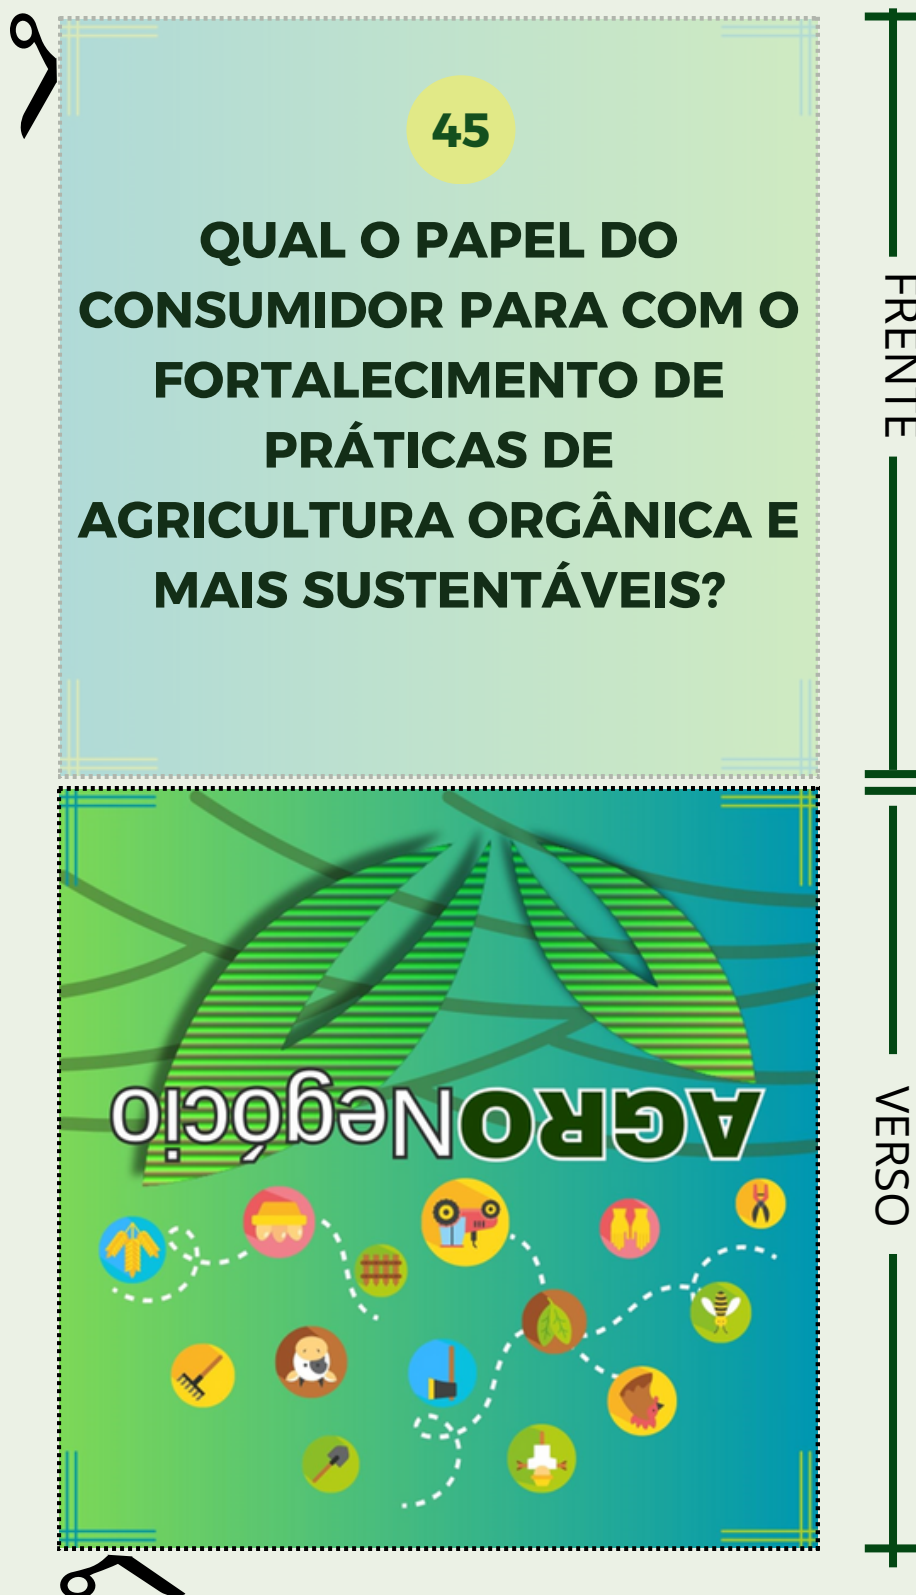 45
QUAL O PAPEL DO
CONSUMIDOR PARA COM O
FORTALECIMENTO DE
PRÁTICAS DE
AGRICULTURA ORGÂNICA E
MAIS SUSTENTÁVEIS?
FRENTE
AGRONegócio
VERSO